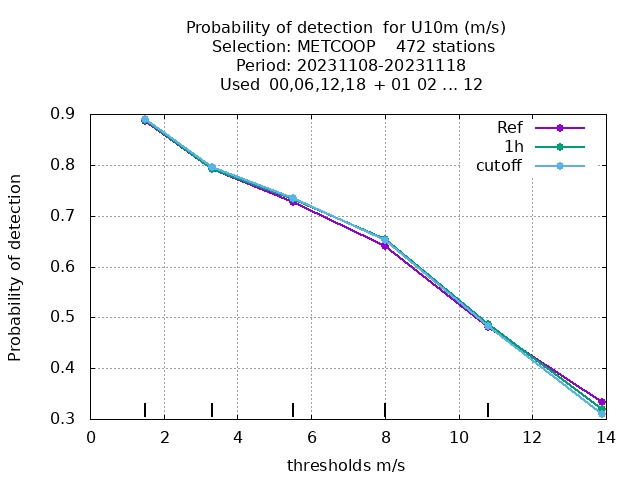 Probability of detection  for U10m (m/s)
Selection: METCOOP    472 stations
Period: 20231108-20231118
Used  00,06,12,18  + 01 02 ... 12
Probability of detection
0.9
0.8
0.7
0.6
0.5
0.4
0.3
Ref
1h
cutoff
0 2 4 6 8 10 12 14
thresholds m/s